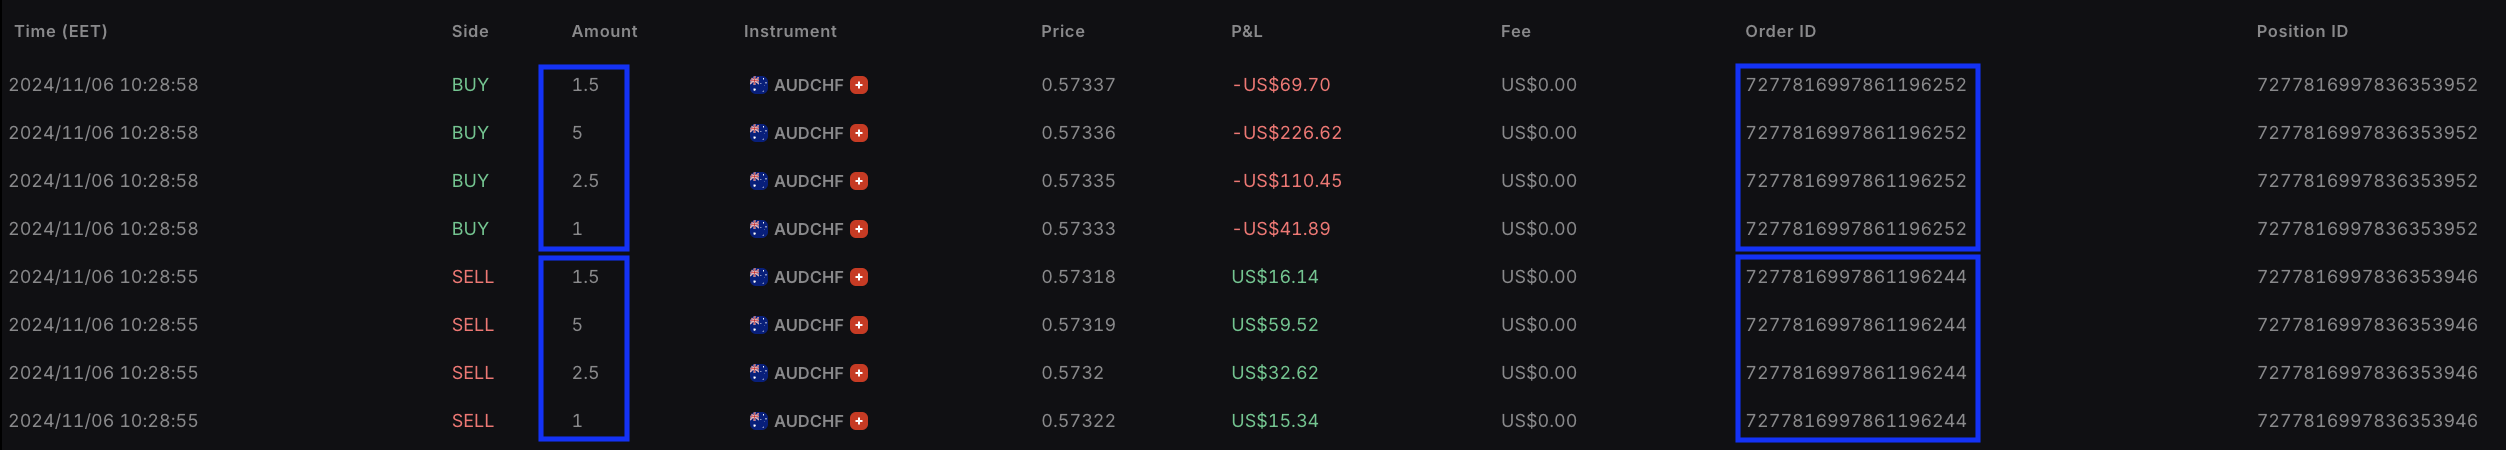 Time (EET) Side Amount Instrument Price P&L Fee Order ID Position ID
2024/11/06 10:28:58 BUY 1.5 AUDCHF 0.57337 -US$69.70 US$0.00 7277816997861196252 7277816997836353952
2024/11/06 10:28:58 BUY 5 AUDCHF 0.57336 -US$226.62 US$0.00 7277816997861196252 7277816997836353952
2024/11/06 10:28:58 BUY 2.5 AUDCHF 0.57335 -US$110.45 US$0.00 7277816997861196252 7277816997836353952
2024/11/06 10:28:58 BUY 1 AUDCHF 0.57333 -US$41.89 US$0.00 7277816997861196252 7277816997836353952
2024/11/06 10:28:55 SELL 1.5 AUDCHF 0.57318 US$16.14 US$0.00 7277816997861196244 7277816997836353946
2024/11/06 10:28:55 SELL 5 AUDCHF 0.57319 US$59.52 US$0.00 7277816997861196244 7277816997836353946
2024/11/06 10:28:55 SELL 2.5 AUDCHF 0.5732 US$32.62 US$0.00 7277816997861196244 7277816997836353946
2024/11/06 10:28:55 SELL 1 AUDCHF 0.57322 US$15.34 US$0.00 7277816997861196244 7277816997836353946